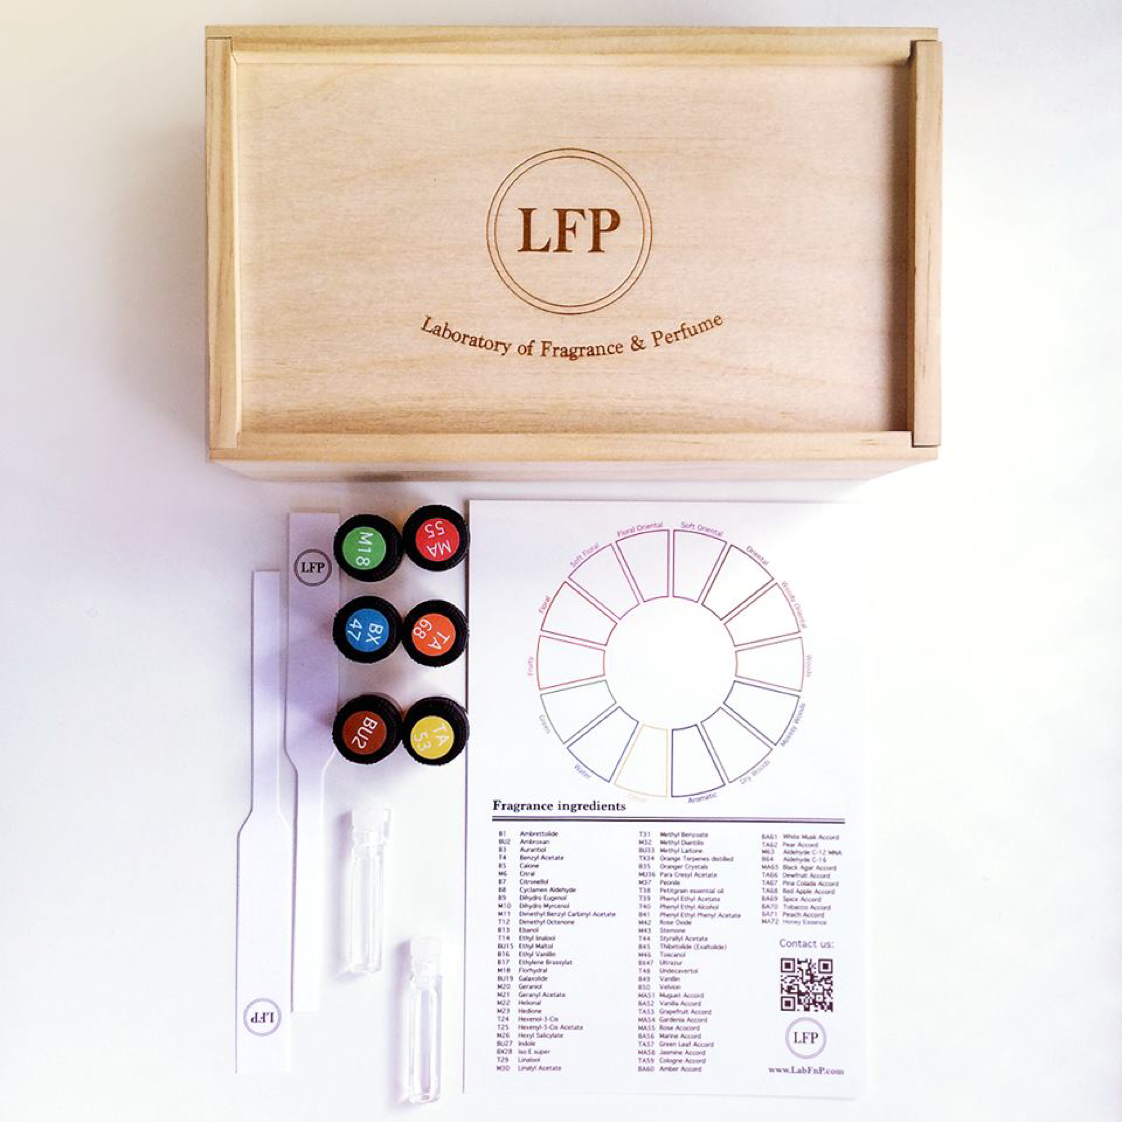 LFP
Laboratory of Fragrance & Perfume
LFP
M18
MA
55
BX
47
TA
68
BU2
TA
53
LFP
Floral Oriental
Soft Oriental
Oriental
Woody Oriental
Woods
Mossy Woods
Dry Woods
Aromatic
Water
Green
Fruity
Floral
Soft Floral
Fragrance ingredients
B1 Ambrettolide
BU2 Ambroxan
B3 Aurantiol
T4 Benzyl Acetate
B5 Calone
M6 Citral
B7 Citronellol
B8 Cyclamen Aldehyde
B9 Dihydro Eugenol
M10 Dihydro Myrcenol
M11 Dimethyl Benzyl Carbinyl Acetate
T12 Dimethyl Octenone
B13 Ebanol
T14 Ethyl linalool
BU15 Ethyl Maltol
B16 Ethyl Vanillin
B17 Ethylene Brassylat
M18 Florhydral
BU19 Galaxolide
M20 Geraniol
M21 Geranyl Acetate
M22 Helional
M23 Hedione
T24 Hexenol-3-Cis
T25 Hexenyl-3-Cis Acetate
M26 Hexyl Salicylate
BU27 Indole
BX28 Iso E super
T29 Linalool
M30 Linalyl Acetate
T31 Methyl Benzoate
M32 Methyl Diantilis
BU33 Methyl Laitone
TX34 Orange Terpenes distilled
B35 Oranger Crystals
MU36 Para Cresyl Acetate
M37 Peonile
T38 Petitgrain essential oil
T39 Phenyl Ethyl Acetate
T40 Phenyl Ethyl Alcohol
B41 Phenyl Ethyl Phenyl Acetate
M42 Rose Oxide
M43 Stemone
T44 Styrallyl Acetate
B45 Thibetolide (Exaltolide)
M46 Toscanol
BX47 Ultrazur
T48 Undecavertol
B49 Vanillin
B50 Velvion
MA51 Muguet Accord
BA52 Vanilla Accord
TA53 Grapefruit Accord
MA54 Gardenia Accord
MA55 Rose Acocord
BA56 Marine Accord
TA57 Green Leaf Accord
MA58 Jasmine Accord
TA59 Cologne Accord
BA60 Amber Accord
BA61 White Musk Accord
TA62 Pear Accord
M63 Aldehyde C-12 MNA
B64 Aldehyde C-16
MA65 Black Agar Accord
TA66 Dewfruit Accord
TA67 Pina Colada Accord
TA68 Red Apple Accord
BA69 Spice Accord
BA70 Tobacco Accord
BA71 Peach Accord
MA72 Honey Essence
Contact us:
LFP
www.LabFnP.com